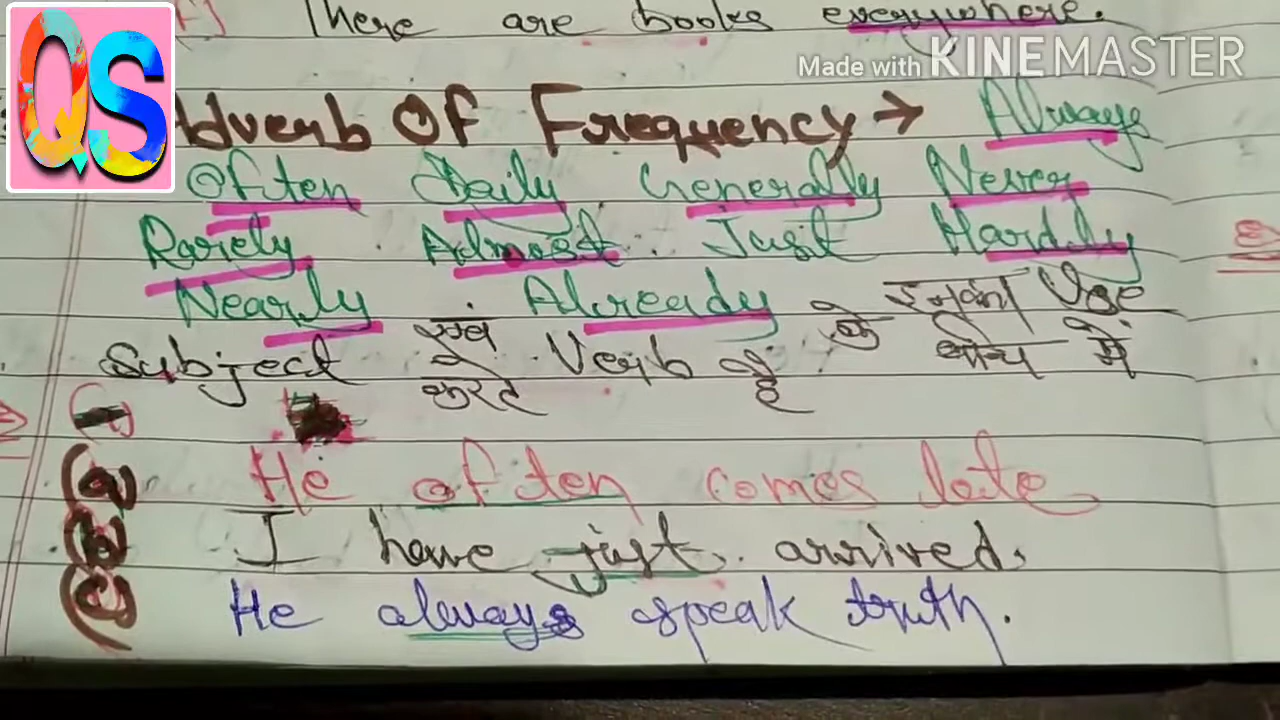 There are books everywhere.
Made with KINEMASTER
QS
Adverb Of Frequency → Always
Often Daily Generally Never
Rarely Almost Just Hardly
Nearly Already के इनका Use
Subject एवं Verb के बीच में
करते है
(a) He often comes late
(b) I have just arrived.
(c) He always speak truth.